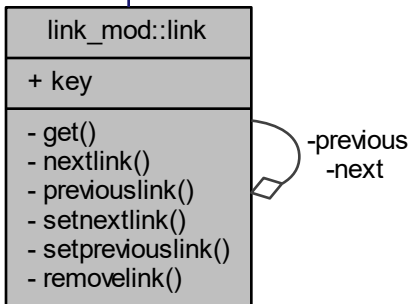 link_mod::link
+ key
- get()
- nextlink()
- previouslink()
- setnextlink()
- setpreviouslink()
- removelink()
-previous
-next